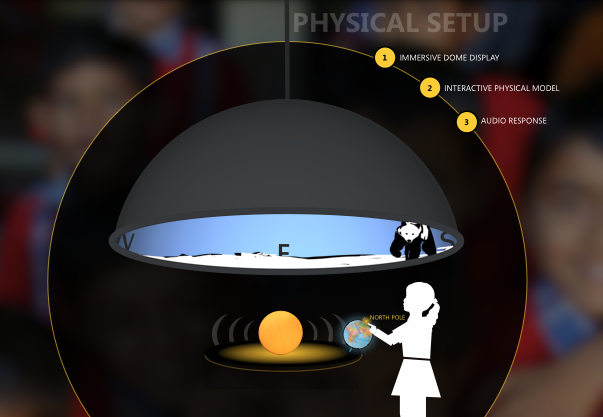 PHYSICAL SETUP
1 IMMERSIVE DOME DISPLAY
2 INTERACTIVE PHYSICAL MODEL
3 AUDIO RESPONSE
E
S
NORTH POLE